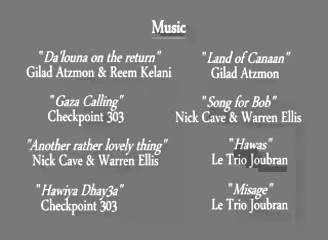 Music
"Da'louna on the return"
Gilad Atzmon & Reem Kelani
"Gaza Calling"
Checkpoint 303
"Another rather lovely thing"
Nick Cave & Warren Ellis
"Hawiya Dhay3a"
Checkpoint 303
"Land of Canaan"
Gilad Atzmon
"Song for Bob"
Nick Cave & Warren Ellis
"Hawas"
Le Trio Joubran
"Misage"
Le Trio Joubran